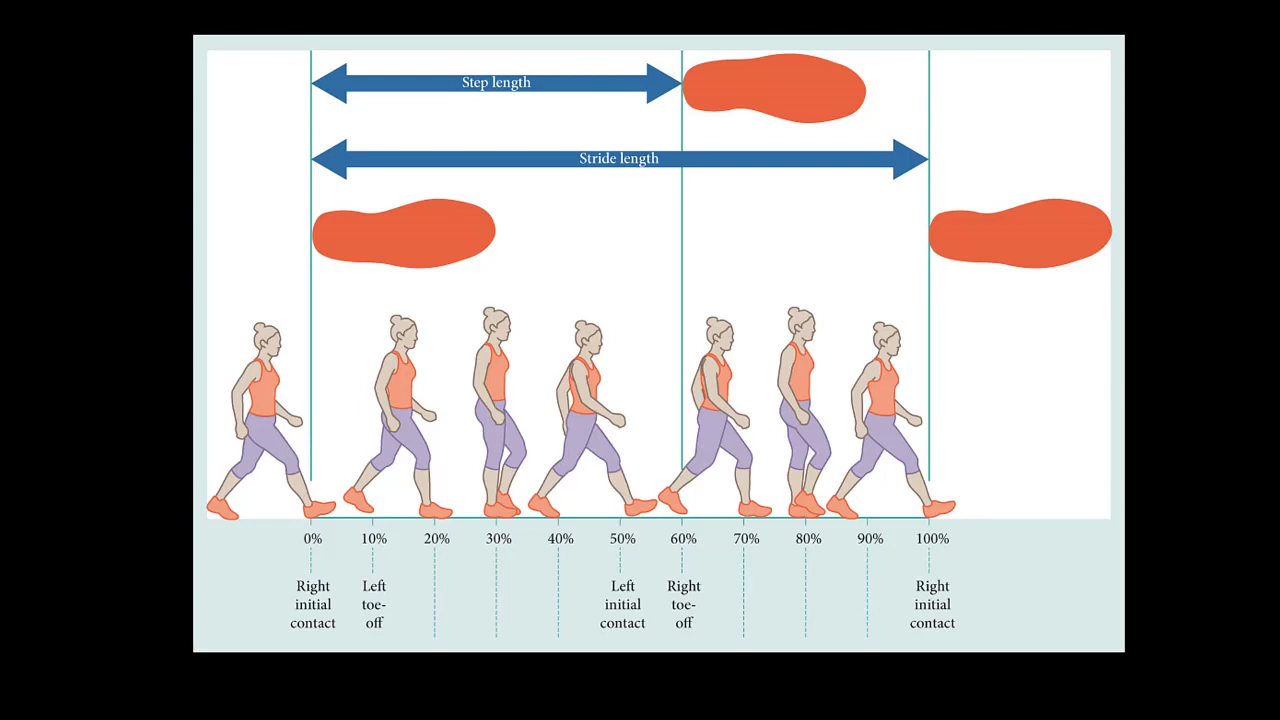 Step length
Stride length
0% 10% 20% 30% 40% 50% 60% 70% 80% 90% 100%
Right Left Left Right Right
initial toe- initial toe- initial
contact off contact off contact